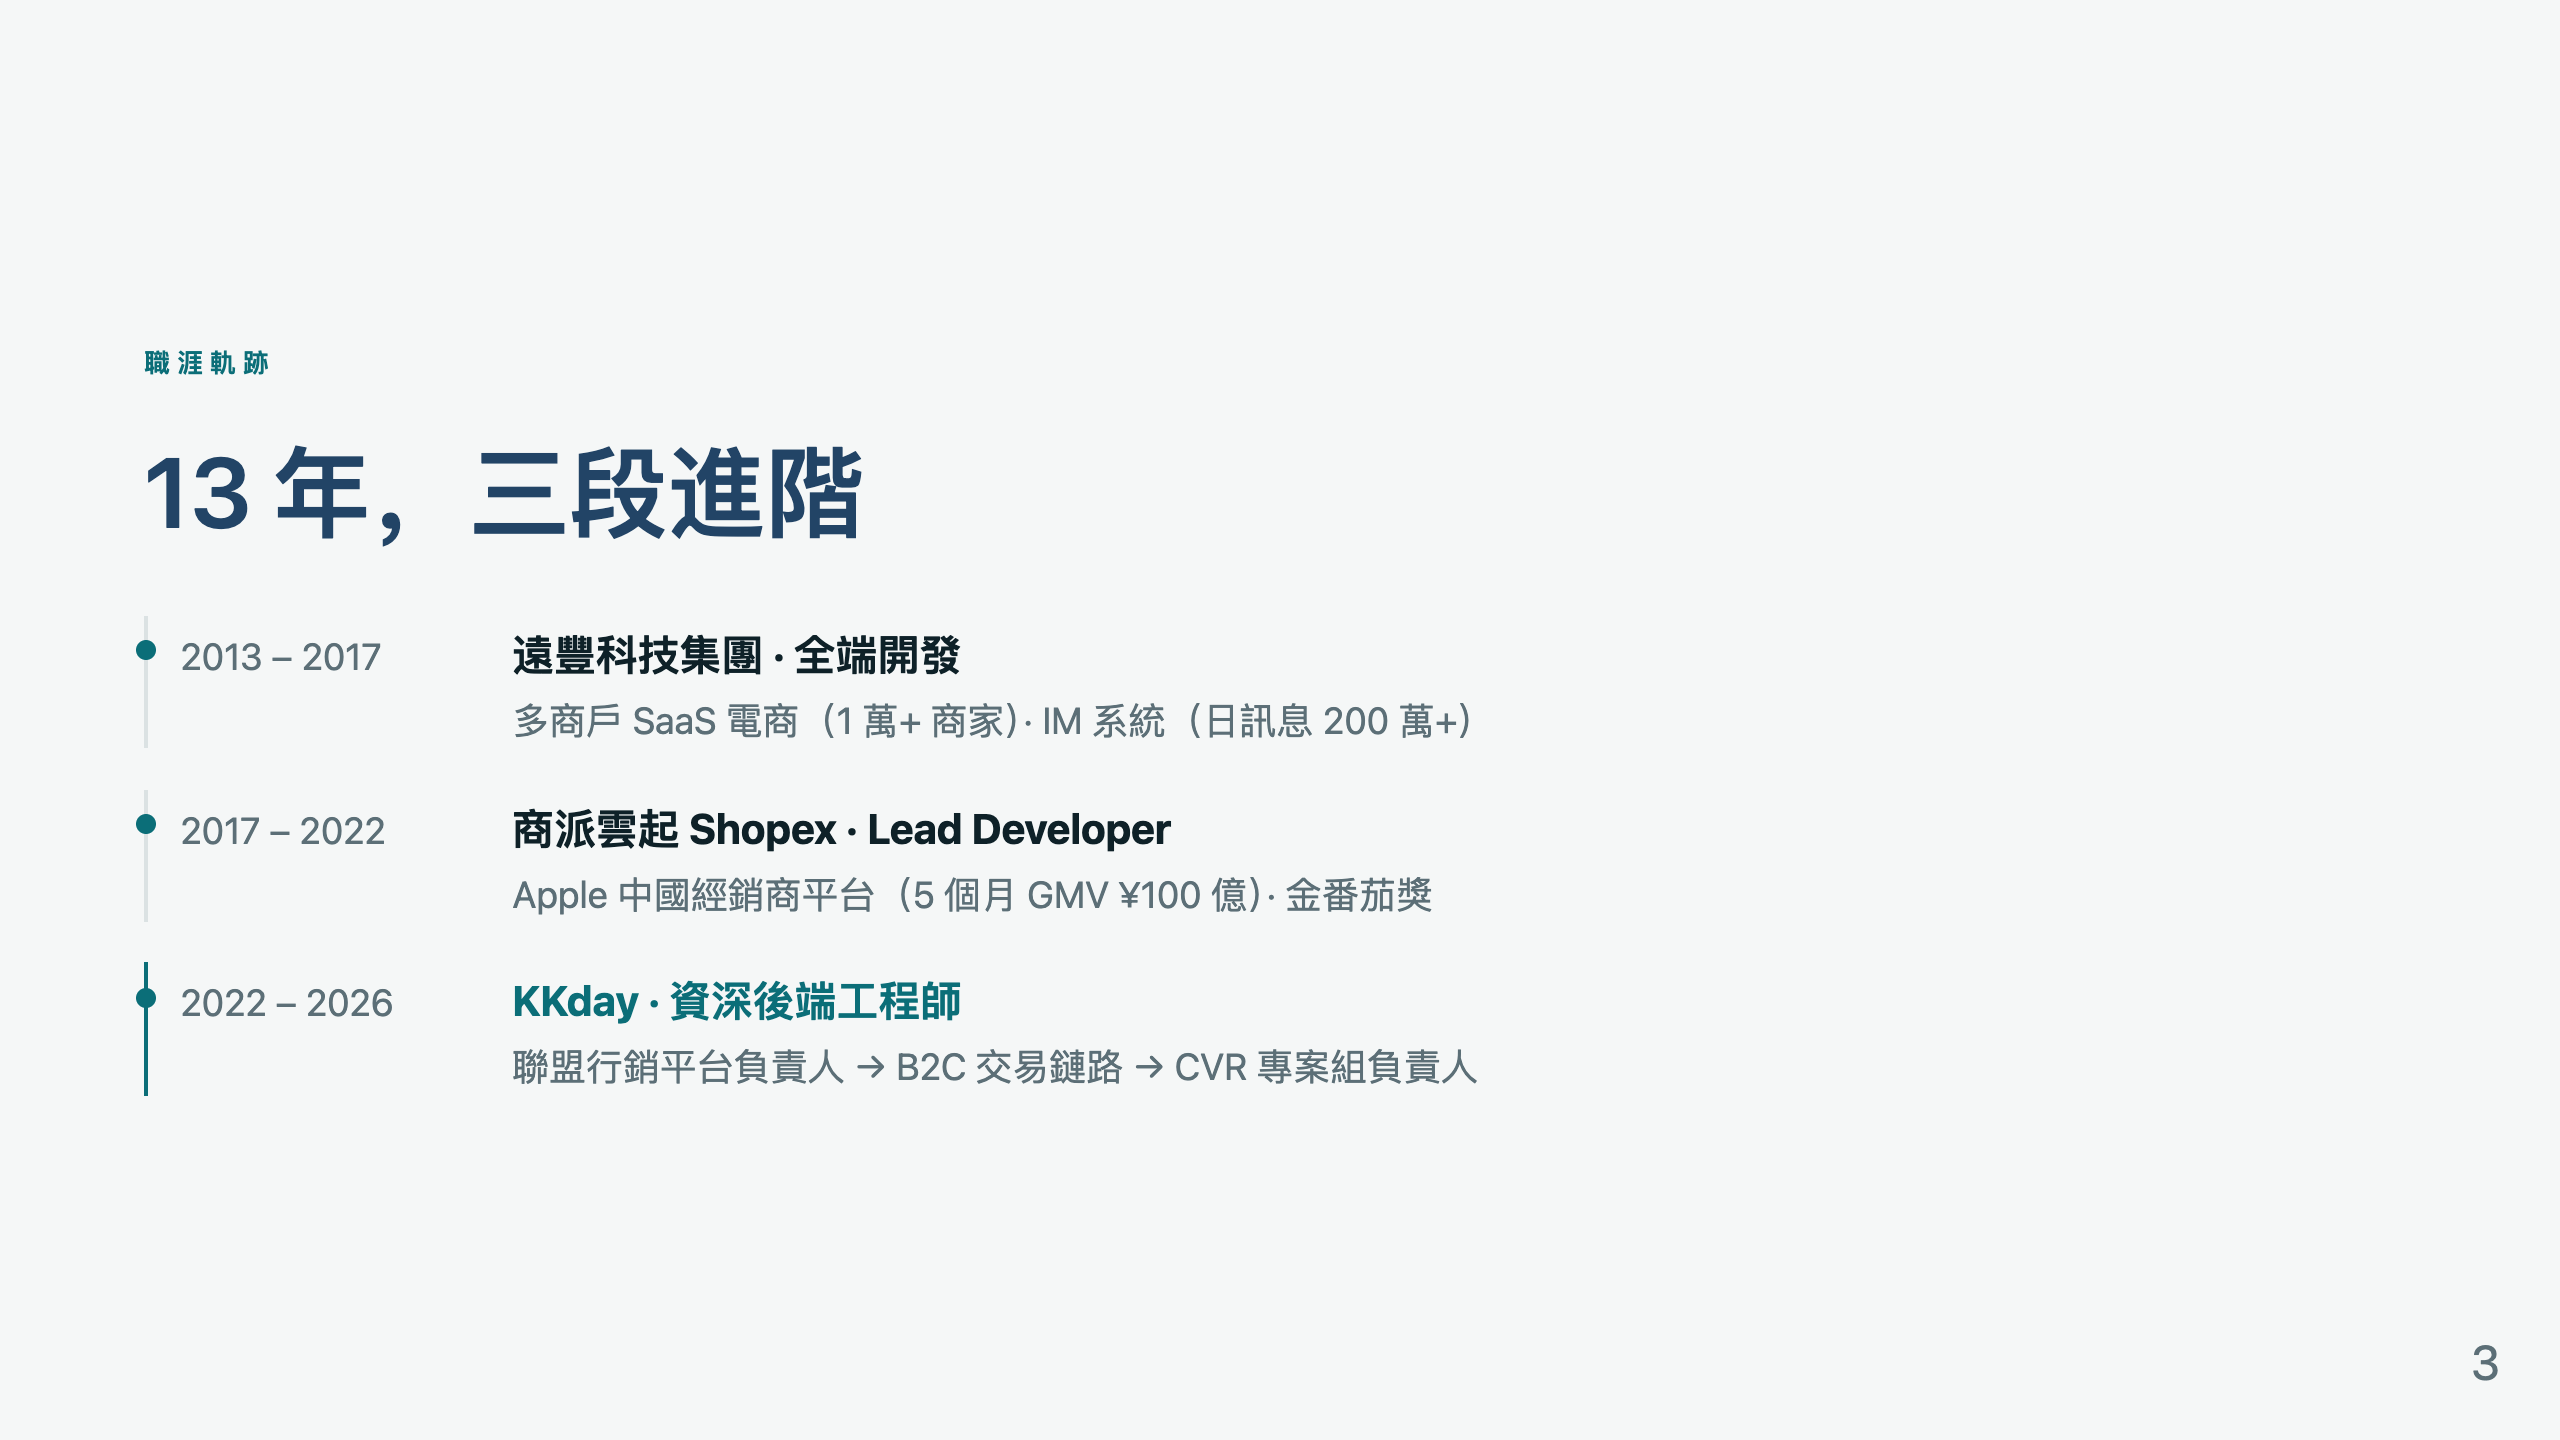 職涯軌跡
13 年，三段進階
2013 – 2017
遠豐科技集團 · 全端開發
多商戶 SaaS 電商（1 萬+ 商家）· IM 系統（日訊息 200 萬+）
2017 – 2022
商派雲起 Shopex · Lead Developer
Apple 中國經銷商平台（5 個月 GMV ¥100 億）· 金番茄獎
2022 – 2026
KKday · 資深後端工程師
聯盟行銷平台負責人 → B2C 交易鏈路 → CVR 專案組負責人
3